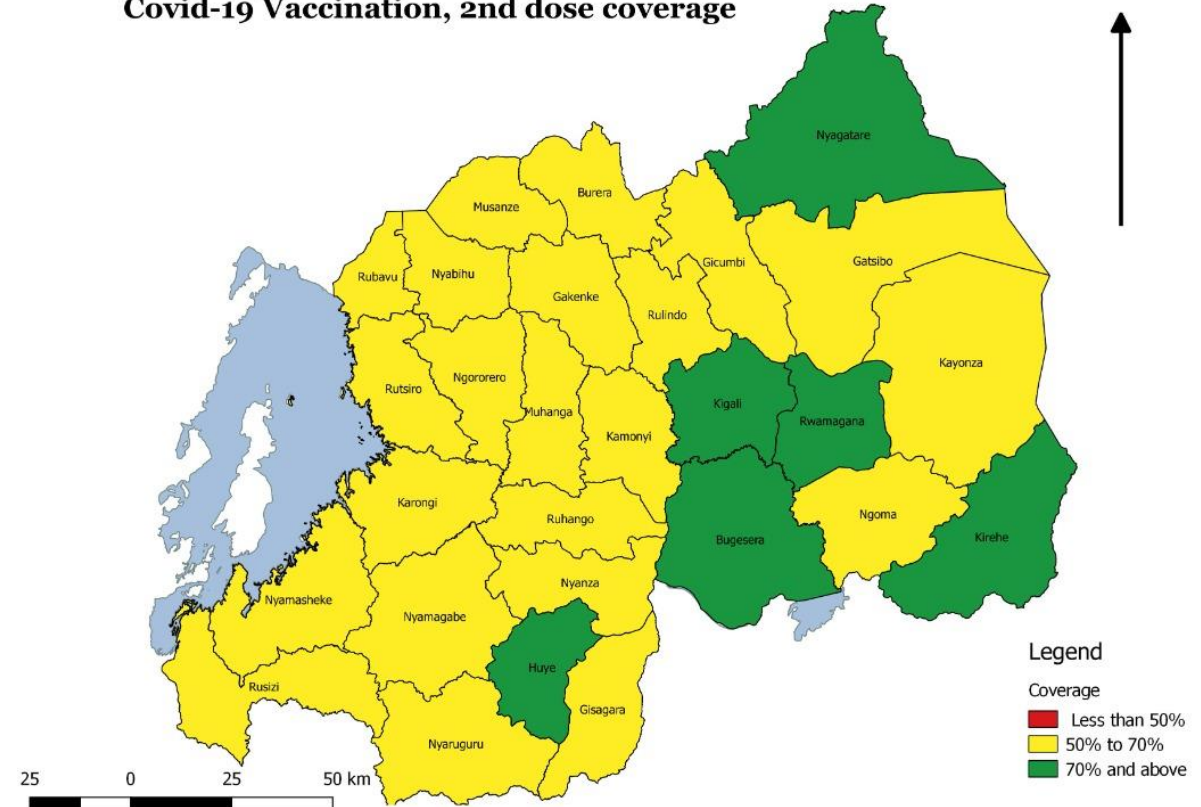 Covid-19 Vaccination, 2nd dose coverage
Nyagatare
Burera
Musanze
Gicumbi
Gatsibo
Rubavu
Nyabihu
Gakenke
Rulindo
Kayonza
Rutsiro
Ngororero
Muhanga
Kigali
Rwamagana
Kamonyi
Karongi
Ruhango
Ngoma
Bugesera
Kirehe
Nyanza
Nyamasheke
Nyamagabe
Huye
Rusizi
Gisagara
Nyaruguru
Legend
Coverage
Less than 50%
50% to 70%
70% and above
25 0 25 50 km